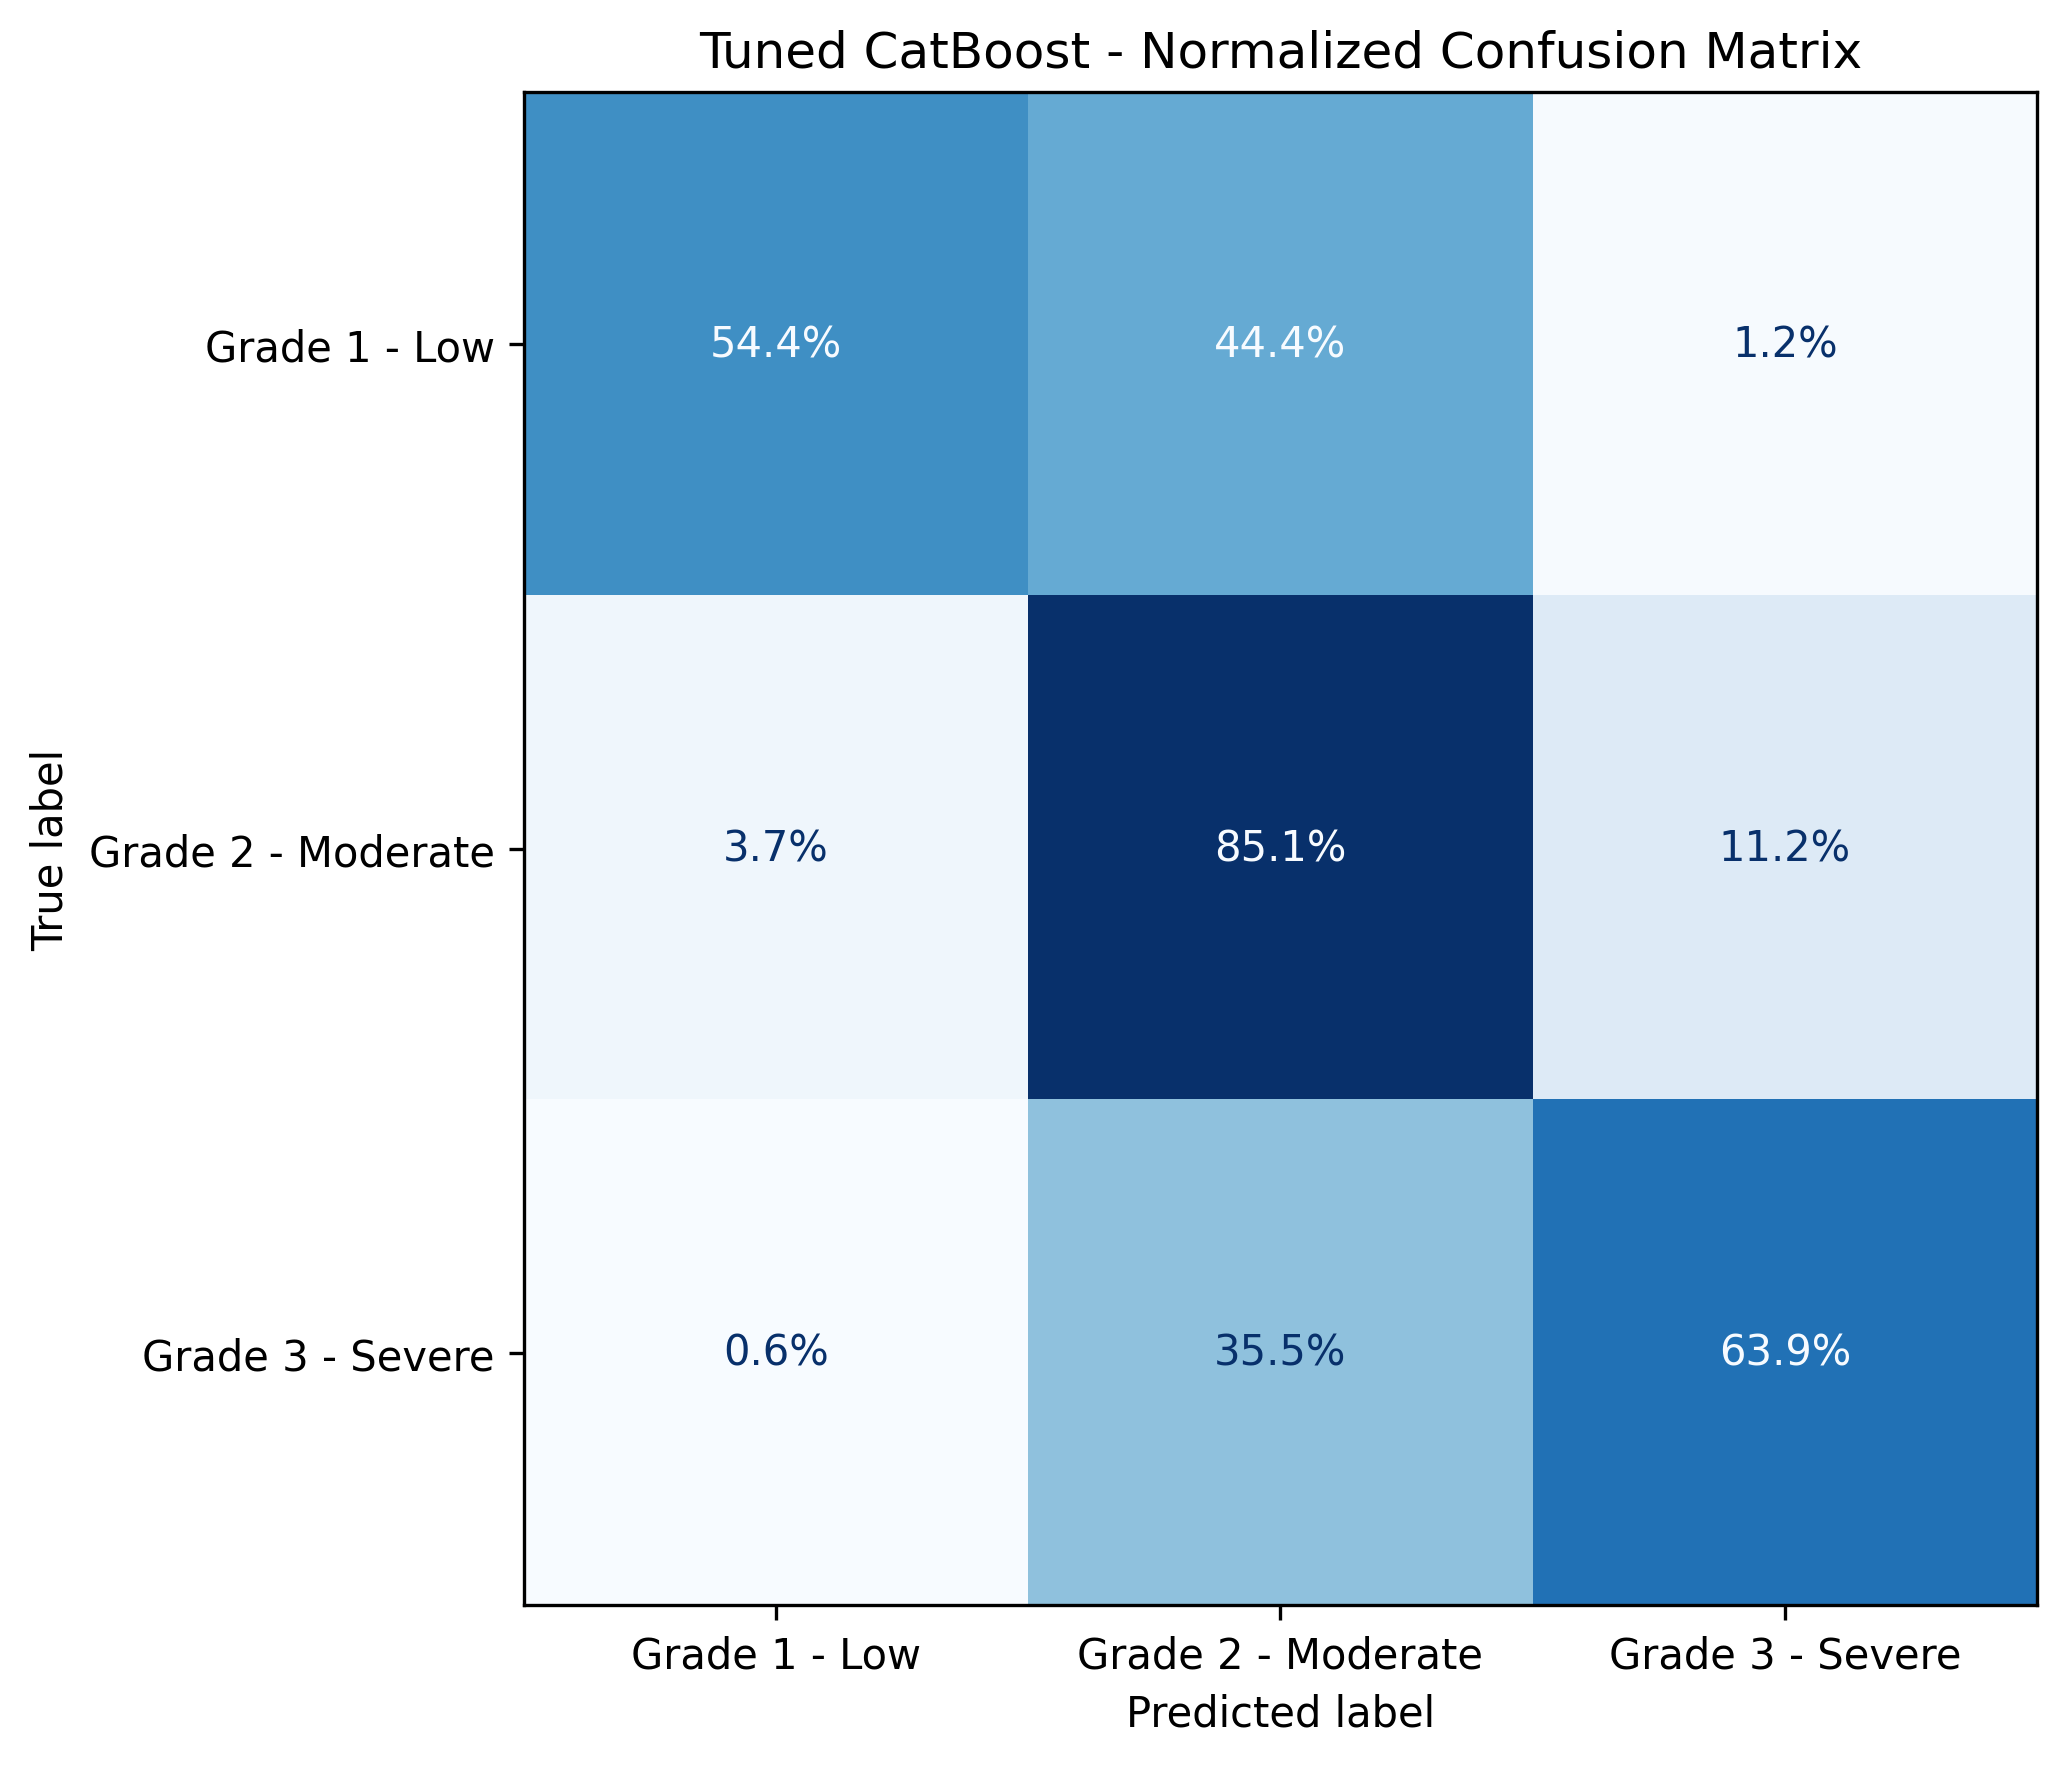 Tuned CatBoost - Normalized Confusion Matrix
True label
Grade 1 - Low
54.4%
44.4%
1.2%
Grade 2 - Moderate
3.7%
85.1%
11.2%
Grade 3 - Severe
0.6%
35.5%
63.9%
Grade 1 - Low
Grade 2 - Moderate
Grade 3 - Severe
Predicted label